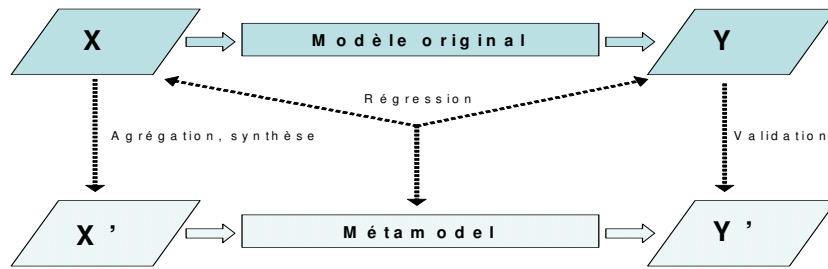 X
Modèle original
Y
Régression
Agrégation, synthèse
Validation
X '
Métamodel
Y '